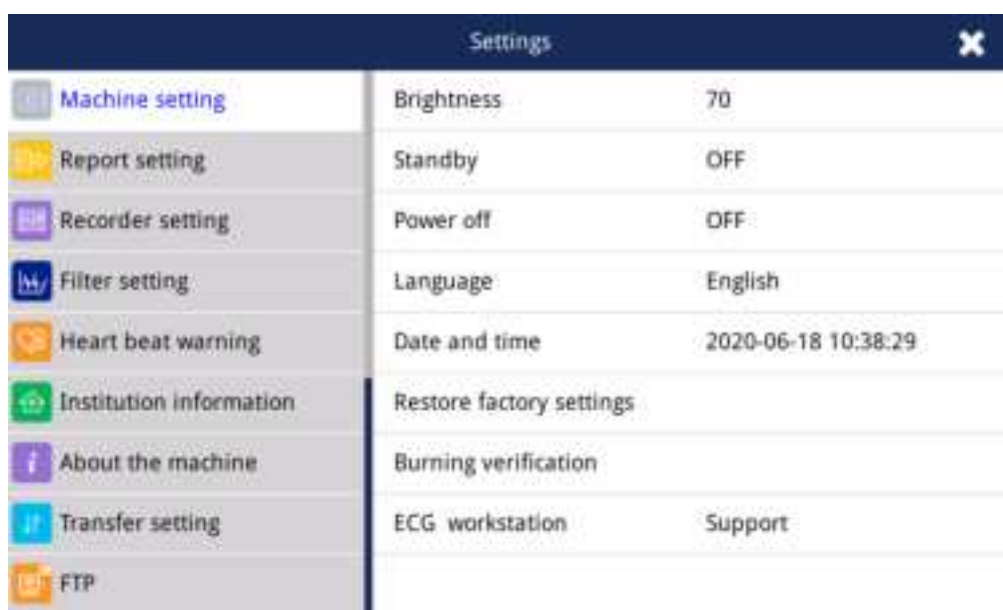 Settings
Machine setting
Report setting
Recorder setting
Filter setting
Heart beat warning
Institution information
About the machine
Transfer setting
FTP
Brightness 70
Standby OFF
Power off OFF
Language English
Date and time 2020-06-18 10:38:29
Restore factory settings
Burning verification
ECG workstation Support